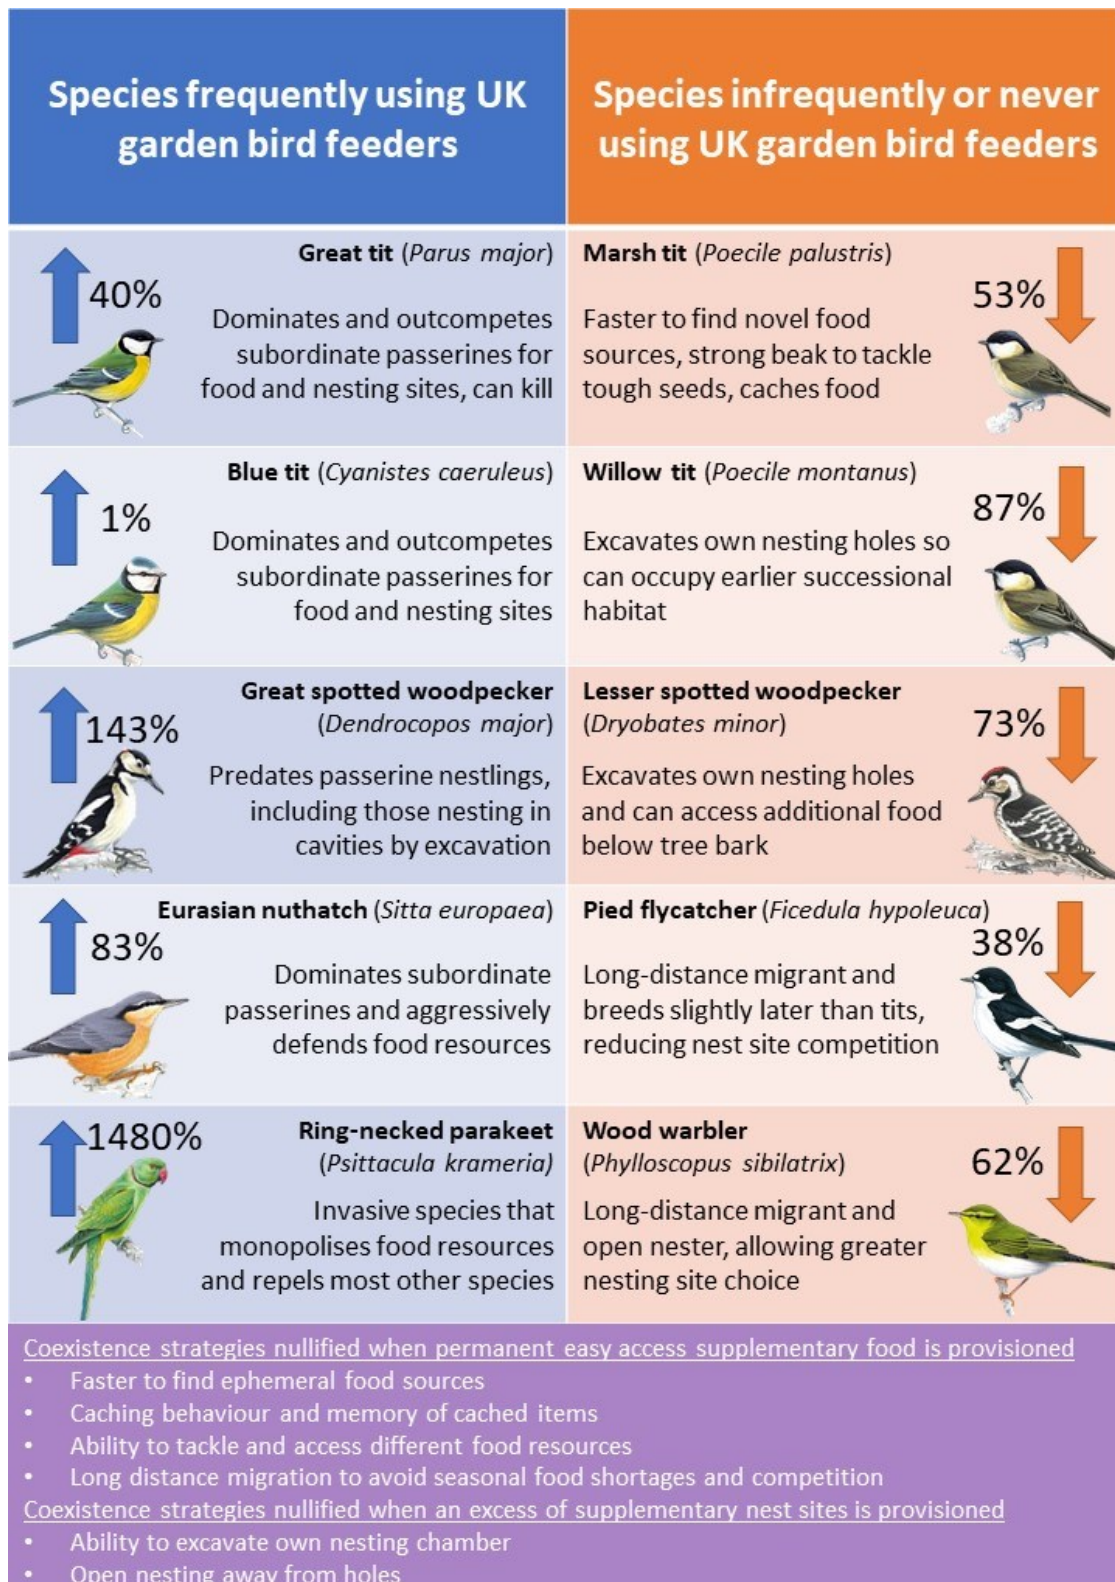 Species frequently using UK
garden bird feeders
Species infrequently or never
using UK garden bird feeders
Great tit (Parus major)
40%
Dominates and outcompetes
subordinate passerines for
food and nesting sites, can kill
Marsh tit (Poecile palustris)
53%
Faster to find novel food
sources, strong beak to tackle
tough seeds, caches food
Blue tit (Cyanistes caeruleus)
1%
Dominates and outcompetes
subordinate passerines for
food and nesting sites
Willow tit (Poecile montanus)
87%
Excavates own nesting holes so
can occupy earlier successional
habitat
Great spotted woodpecker
(Dendrocopos major)
143%
Predates passerine nestlings,
including those nesting in
cavities by excavation
Lesser spotted woodpecker
(Dryobates minor)
73%
Excavates own nesting holes
and can access additional food
below tree bark
Eurasian nuthatch (Sitta europaea)
83%
Dominates subordinate
passerines and aggressively
defends food resources
Pied flycatcher (Ficedula hypoleuca)
38%
Long-distance migrant and
breeds slightly later than tits,
reducing nest site competition
1480%
Ring-necked parakeet
(Psittacula krameria)
Invasive species that
monopolises food resources
and repels most other species
Wood warbler
(Phylloscopus sibilatrix)
62%
Long-distance migrant and
open nester, allowing greater
nesting site choice
Coexistence strategies nullified when permanent easy access supplementary food is provisioned
• Faster to find ephemeral food sources
• Caching behaviour and memory of cached items
• Ability to tackle and access different food resources
• Long distance migration to avoid seasonal food shortages and competition
Coexistence strategies nullified when an excess of supplementary nest sites is provisioned
• Ability to excavate own nesting chamber
• Open nesting away from holes